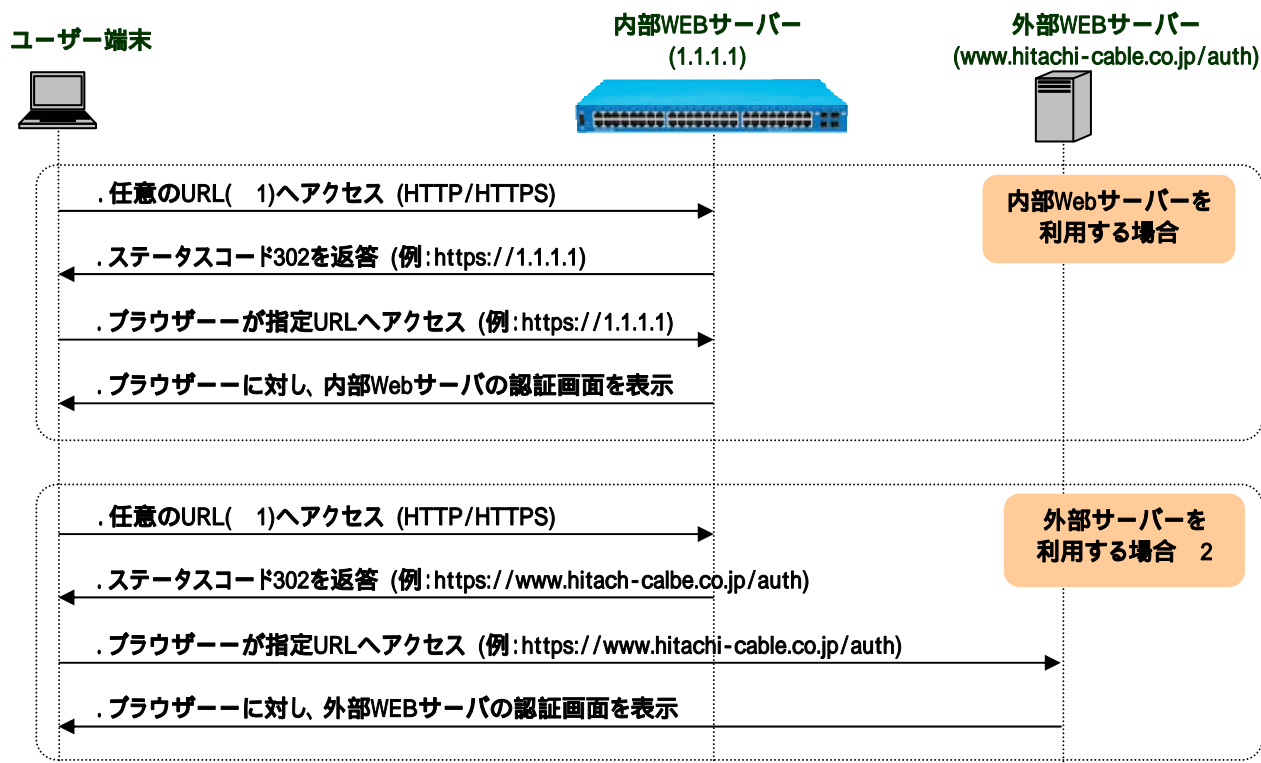 ユーザー端末
内部WEBサーバー
(1.1.1.1)
外部WEBサーバー
(www.hitachi-cable.co.jp/auth)
. 任意のURL( 1)へアクセス (HTTP/HTTPS)
内部Webサーバーを
利用する場合
. ステータスコード302を返答 (例:https://1.1.1.1)
. ブラウザーーが指定URLへアクセス (例:https://1.1.1.1)
. ブラウザーーに対し、内部Webサーバの認証画面を表示
. 任意のURL( 1)へアクセス (HTTP/HTTPS)
外部サーバーを
利用する場合 2
. ステータスコード302を返答 (例:https://www.hitach-calbe.co.jp/auth)
. ブラウザーーが指定URLへアクセス (例:https://www.hitachi-cable.co.jp/auth)
. ブラウザーーに対し、外部WEBサーバの認証画面を表示